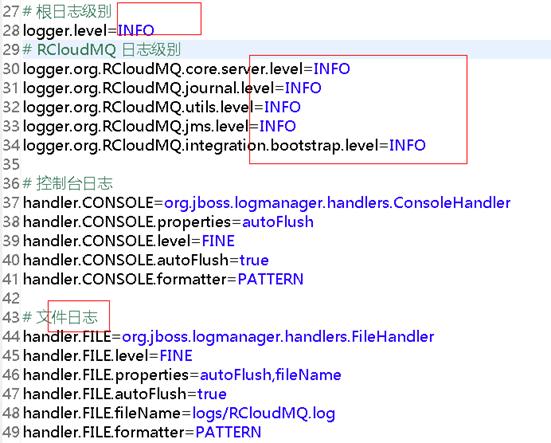 27 # 根日志级别
28 logger.level=INFO
29 # RCloudMQ 日志级别
30 logger.org.RCloudMQ.core.server.level=INFO
31 logger.org.RCloudMQ.journal.level=INFO
32 logger.org.RCloudMQ.utils.level=INFO
33 logger.org.RCloudMQ.jms.level=INFO
34 logger.org.RCloudMQ.integration.bootstrap.level=INFO
35
36 # 控制台日志
37 handler.CONSOLE=org.jboss.logmanager.handlers.ConsoleHandler
38 handler.CONSOLE.properties=autoFlush
39 handler.CONSOLE.level=FINE
40 handler.CONSOLE.autoFlush=true
41 handler.CONSOLE.formatter=PATTERN
42
43 # 文件日志
44 handler.FILE=org.jboss.logmanager.handlers.FileHandler
45 handler.FILE.level=FINE
46 handler.FILE.properties=autoFlush,fileName
47 handler.FILE.autoFlush=true
48 handler.FILE.fileName=logs/RCloudMQ.log
49 handler.FILE.formatter=PATTERN